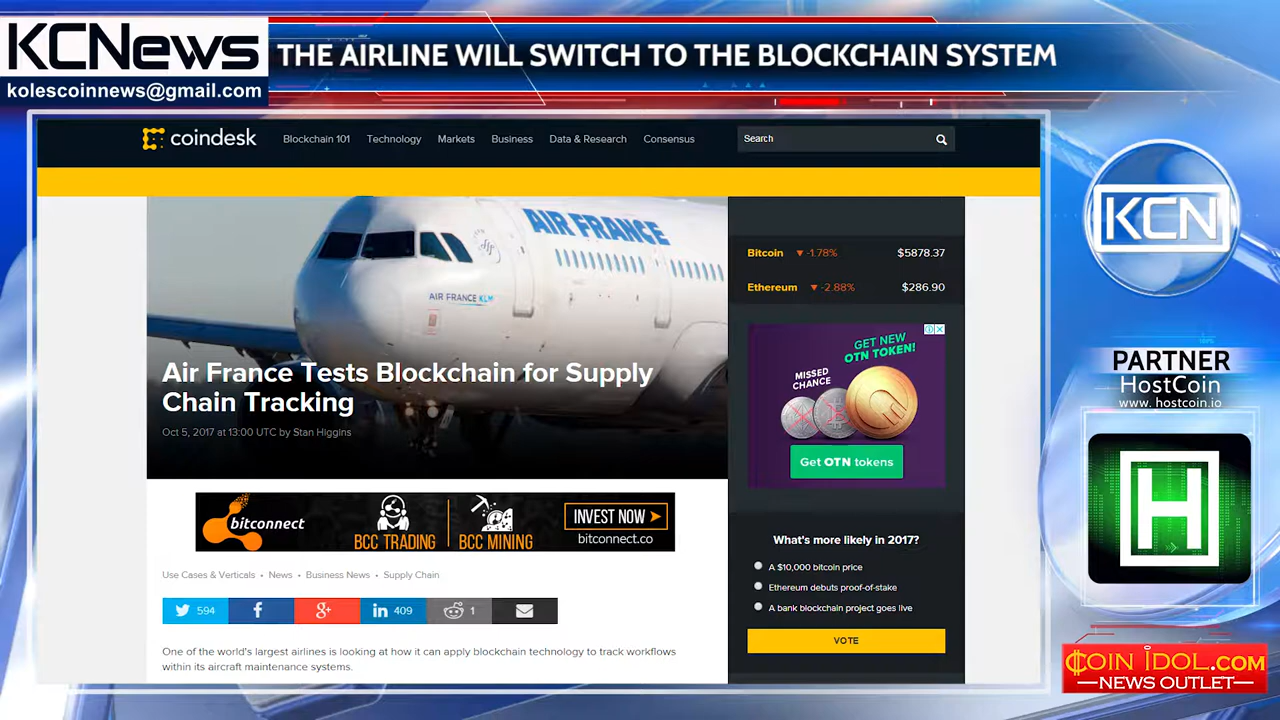 KCNews
kolescoinnews@gmail.com
THE AIRLINE WILL SWITCH TO THE BLOCKCHAIN SYSTEM
coindesk
Blockchain 101 Technology Markets Business Data & Research Consensus
Search
AIR FRANCE
AIR FRANCE KLM
Air France Tests Blockchain for Supply
Chain Tracking
Oct 5, 2017 at 13:00 UTC by Stan Higgins
Bitcoin ▼ -1.78% $5878.37
Ethereum ▼ -2.88% $286.90
GET NEW
OTN TOKEN!
MISSED
CHANCE
Get OTN tokens
bitconnect
BCC TRADING
BCC MINING
INVEST NOW
bitconnect.co
What's more likely in 2017?
A $10,000 bitcoin price
Ethereum debuts proof-of-stake
A bank blockchain project goes live
VOTE
Use Cases & Verticals • News • Business News • Supply Chain
594
409
1
One of the world's largest airlines is looking at how it can apply blockchain technology to track workflows
within its aircraft maintenance systems.
KCN
PARTNER
HostCoin
www. hostcoin.io
H
COIN IDOL.COM
NEWS OUTLET